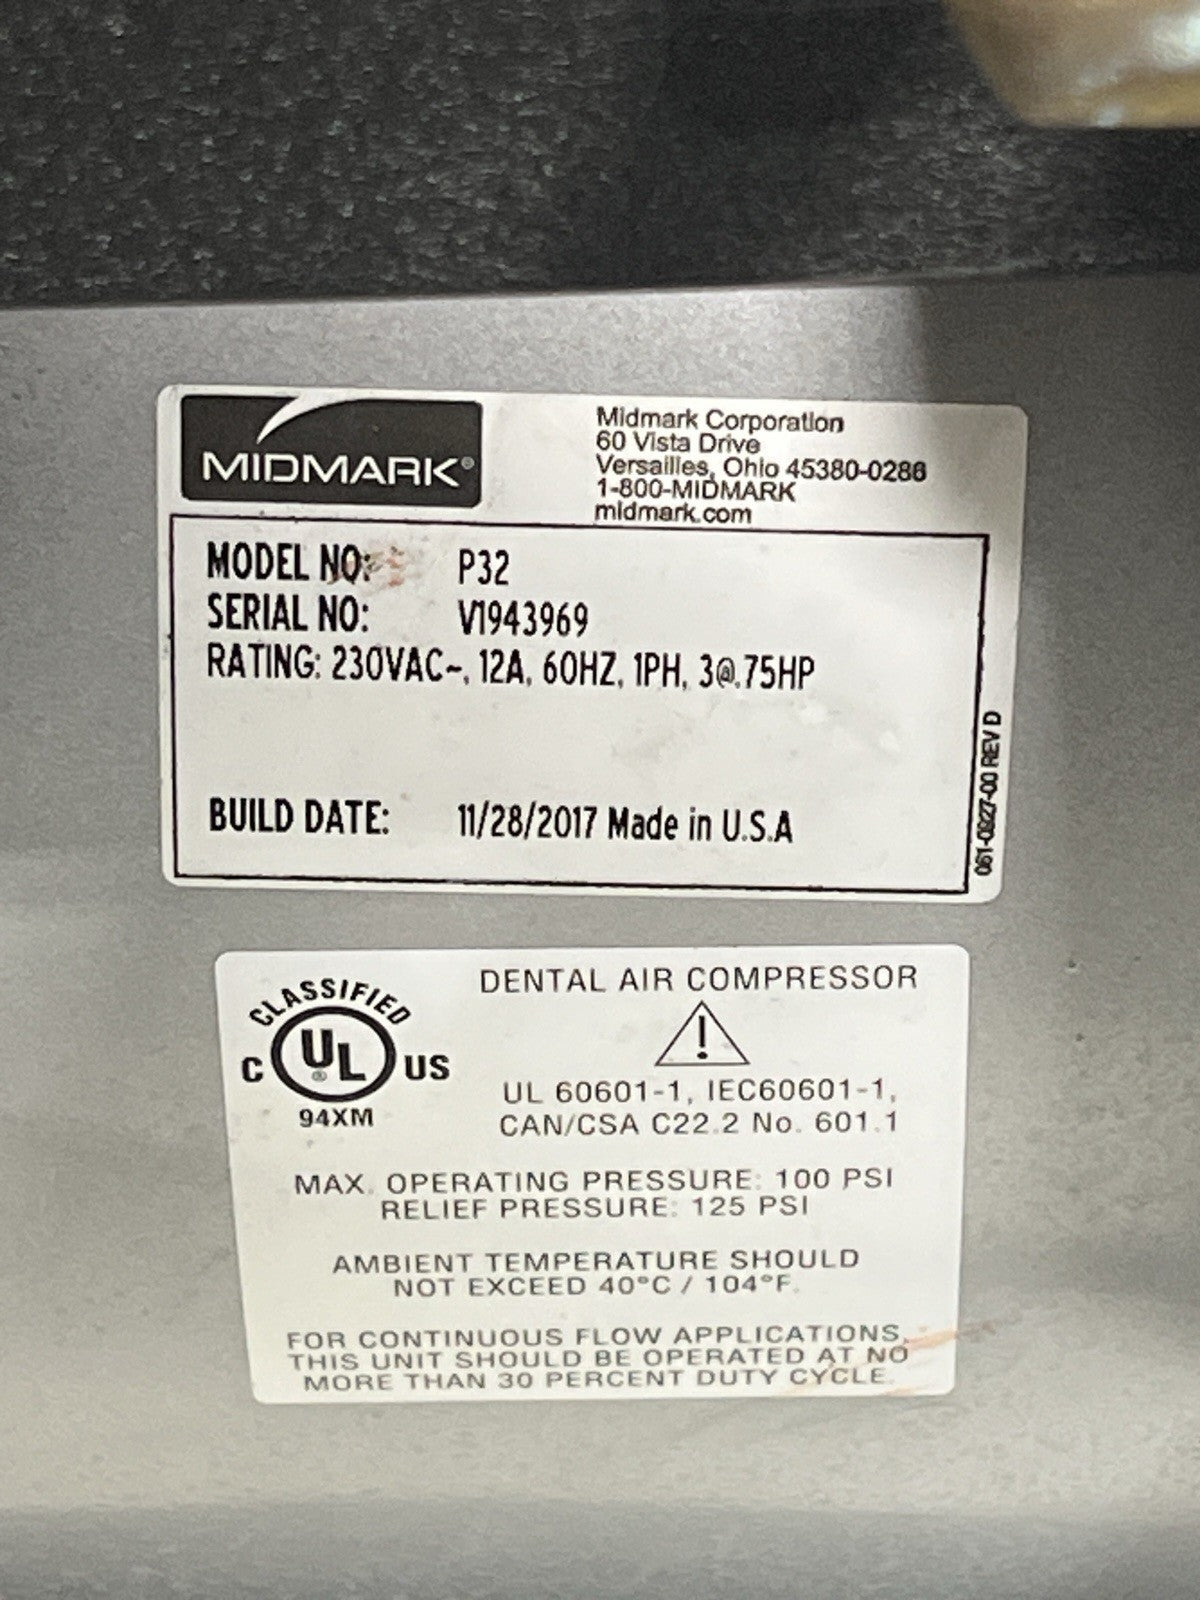 MIDMARK®
Midmark Corporation
60 Vista Drive
Versailles, Ohio 45380-0286
1-800-MIDMARK
midmark.com
MODEL NO: P32
SERIAL NO: V1943969
RATING: 230VAC~, 12A, 60HZ, 1PH, 3@.75HP
BUILD DATE: 11/28/2017 Made in U.S.A
061-0827-00 REV D
CLASSIFIED
C UL® US
94XM
DENTAL AIR COMPRESSOR
!
UL 60601-1, IEC60601-1,
CAN/CSA C22.2 No. 601.1
MAX. OPERATING PRESSURE: 100 PSI
RELIEF PRESSURE: 125 PSI
AMBIENT TEMPERATURE SHOULD
NOT EXCEED 40°C / 104°F.
FOR CONTINUOUS FLOW APPLICATIONS,
THIS UNIT SHOULD BE OPERATED AT NO
MORE THAN 30 PERCENT DUTY CYCLE.